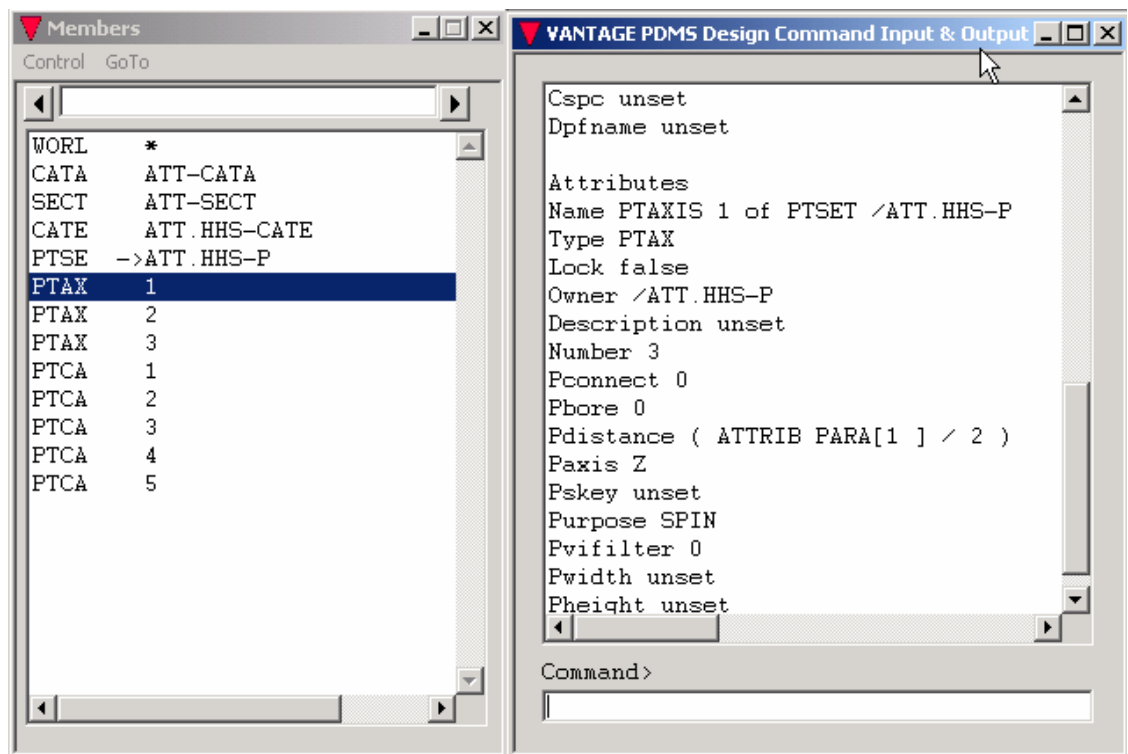 Members
Control GoTo
WORL *
CATA ATT-CATA
SECT ATT-SECT
CATE ATT.HHS-CATE
PTSE ->ATT.HHS-P
PTAX 1
PTAX 2
PTAX 3
PTCA 1
PTCA 2
PTCA 3
PTCA 4
PTCA 5
VANTAGE PDMS Design Command Input & Output
Cspc unset
Dpfname unset
Attributes
Name PTAXIS 1 of PTSET /ATT.HHS-P
Type PTAX
Lock false
Owner /ATT.HHS-P
Description unset
Number 3
Pconnect 0
Pbore 0
Pdistance ( ATTRIB PARA[1 ] / 2 )
Paxis Z
Pskey unset
Purpose SPIN
Pvifilter 0
Pwidth unset
Pheight unset
Command>